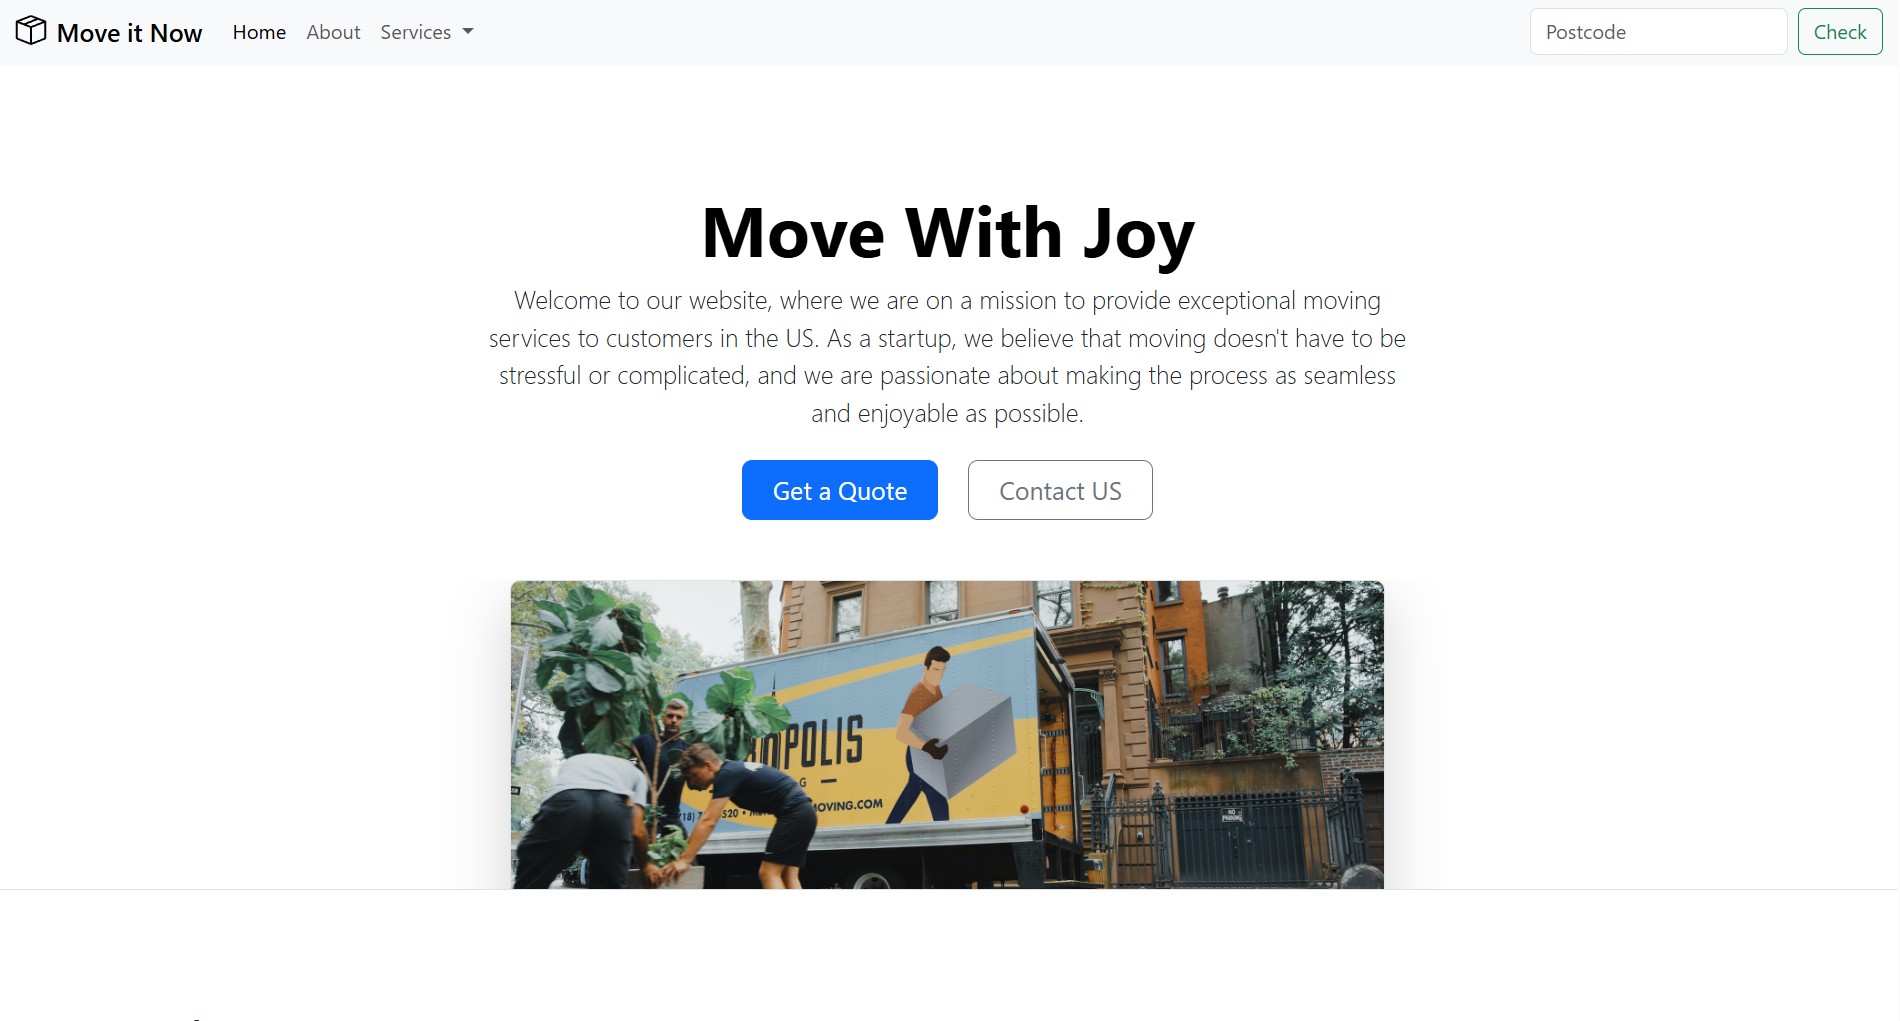 Move it Now Home About Services Postcode Check
Move With Joy
Welcome to our website, where we are on a mission to provide exceptional moving
services to customers in the US. As a startup, we believe that moving doesn't have to be
stressful or complicated, and we are passionate about making the process as seamless
and enjoyable as possible.
Get a Quote Contact US
POLIS
MOVING.COM
NO
PARKING